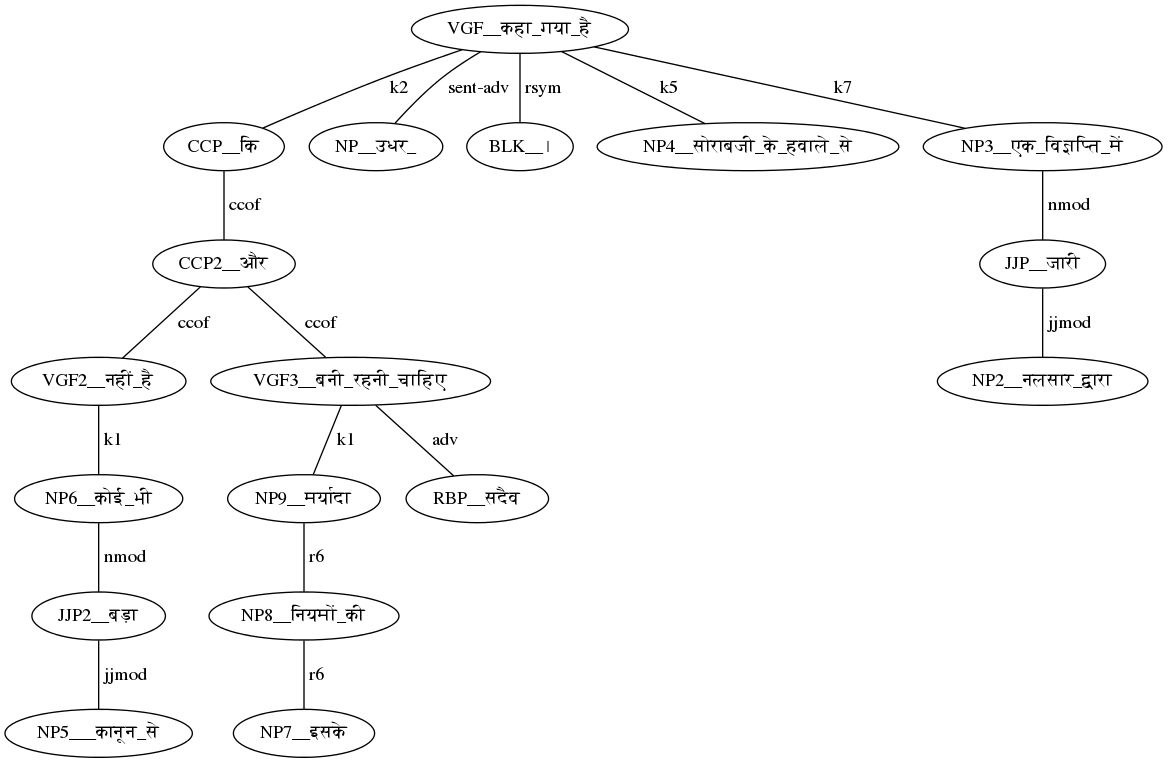 VGF__कहा_गया_है
k2 sent-adv rsym k5 k7
CCP__कि NP__उधर_ BLK__। NP4__सोराबजी_के_हवाले_से NP3__एक_विज्ञप्ति_में
ccof nmod
CCP2__और JJP__जारी
ccof ccof jjmod
VGF2__नहीं_है VGF3__बनी_रहनी_चाहिए NP2__नलसार_द्वारा
k1 k1 adv
NP6__कोई_भी NP9__मर्यादा RBP__सदैव
nmod r6
JJP2__बड़ा NP8__नियमों_की
jjmod r6
NP5___कानून_से NP7__इसके